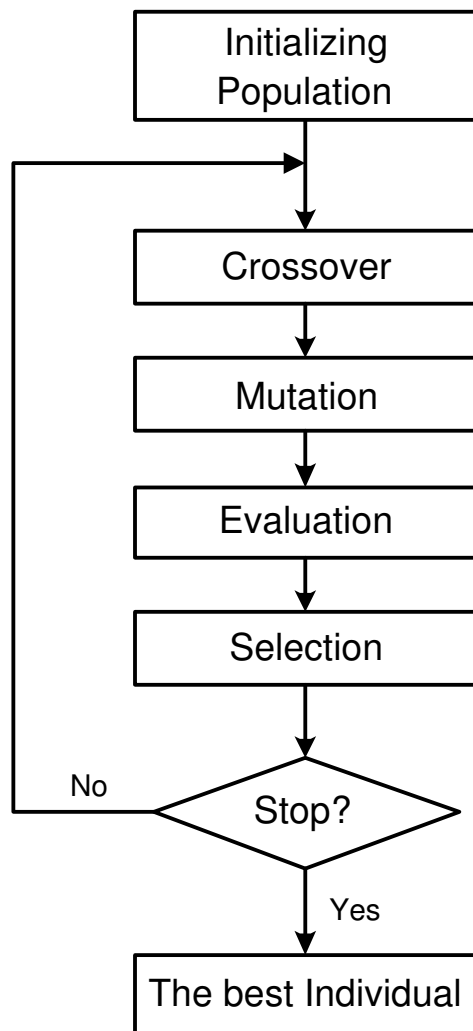 Initializing
Population
Crossover
Mutation
Evaluation
Selection
No
Stop?
Yes
The best Individual